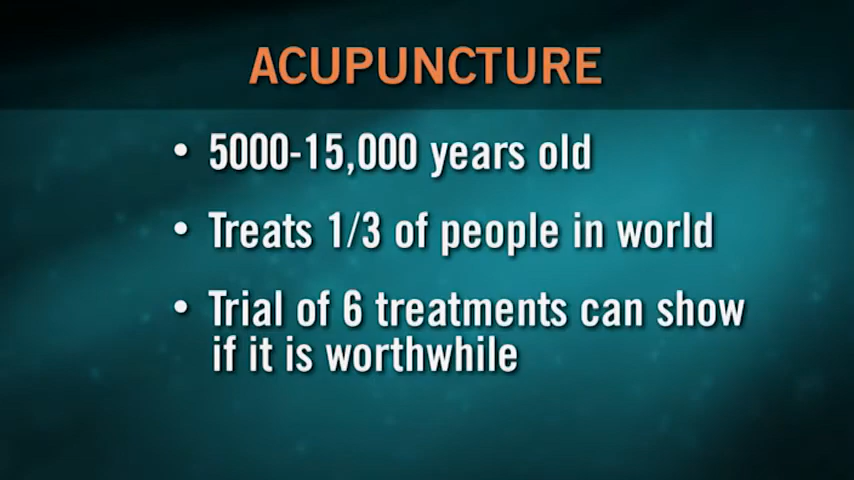 ACUPUNCTURE
• 5000-15,000 years old
• Treats 1/3 of people in world
• Trial of 6 treatments can show
if it is worthwhile